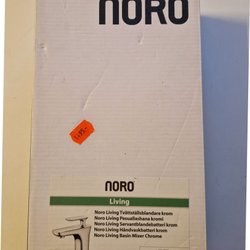 NORO
NORO
Living
Noro Living Tvättställsblandare krom
Noro Living Pesuallashana kromi
Noro Living Servantblandebatteri krom
Noro Living Håndvaskbatteri krom
Noro Living Basin Mixer Chrome